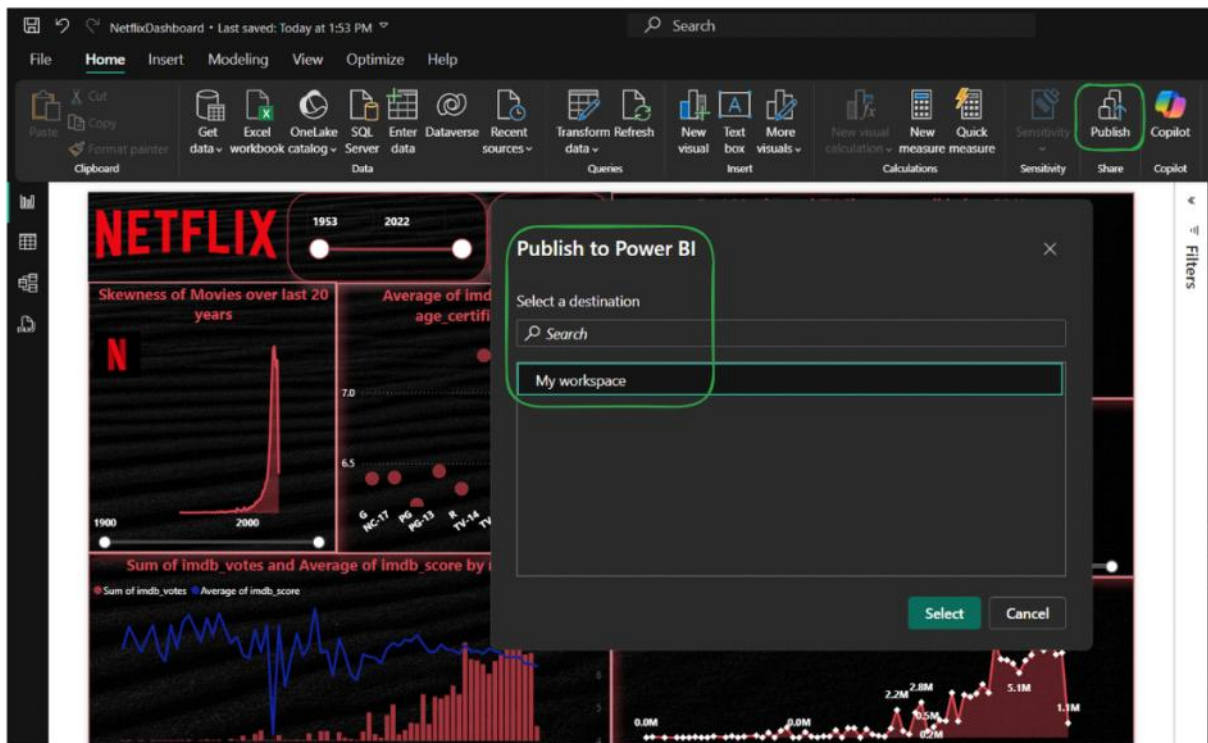 NetflixDashboard • Last saved: Today at 1:53 PM
Search
File Home Insert Modeling View Optimize Help
Paste
Cut
Copy
Format painter
Clipboard
Get data
Excel workbook
OneLake catalog
SQL Server
Enter data
Dataverse
Recent sources
Data
Transform data
Refresh
Queries
New visual
Text box
More visuals
Insert
New visual calculation
New measure
Quick measure
Calculations
Sensitivity
Sensitivity
Publish
Share
Copilot
Copilot
Filters
NETFLIX
1953 2022
Skewness of Movies over last 20
years
N
1900 2000
Average of imd
age_certifi
7.0
6.5
G NC-17 PG PG-13 R TV-14 TV
Publish to Power BI
Select a destination
Search
My workspace
Select Cancel
Sum of imdb_votes and Average of imdb_score by
Sum of imdb_votes Average of imdb_score
0.0M 0.0M 2.2M 2.8M 0.5M 0.2M 5.1M 1.1M